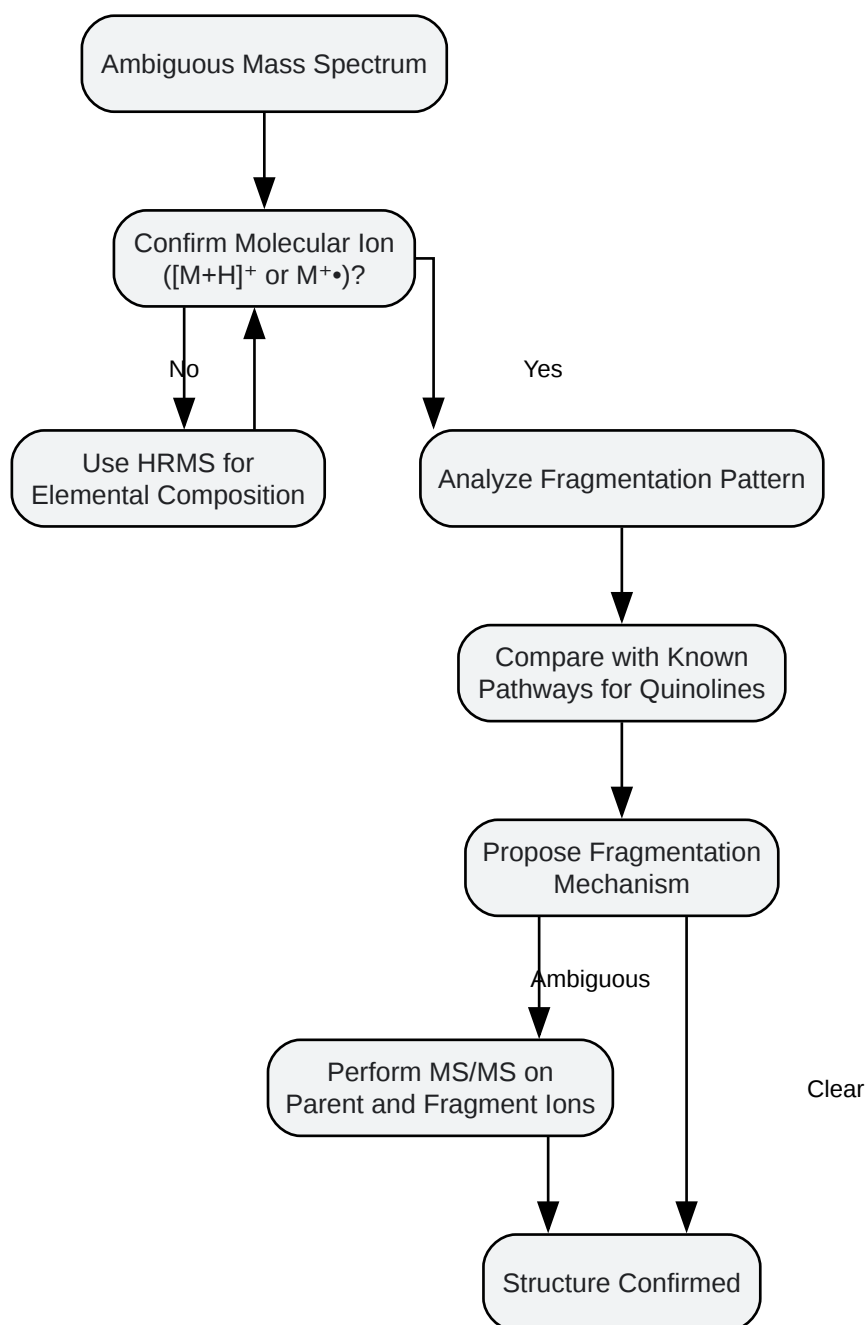 Ambiguous Mass Spectrum
Confirm Molecular Ion
([M+H]⁺ or M⁺•)?
No
Yes
Use HRMS for
Elemental Composition
Analyze Fragmentation Pattern
Compare with Known
Pathways for Quinolines
Propose Fragmentation
Mechanism
Ambiguous
Perform MS/MS on
Parent and Fragment Ions
Clear
Structure Confirmed